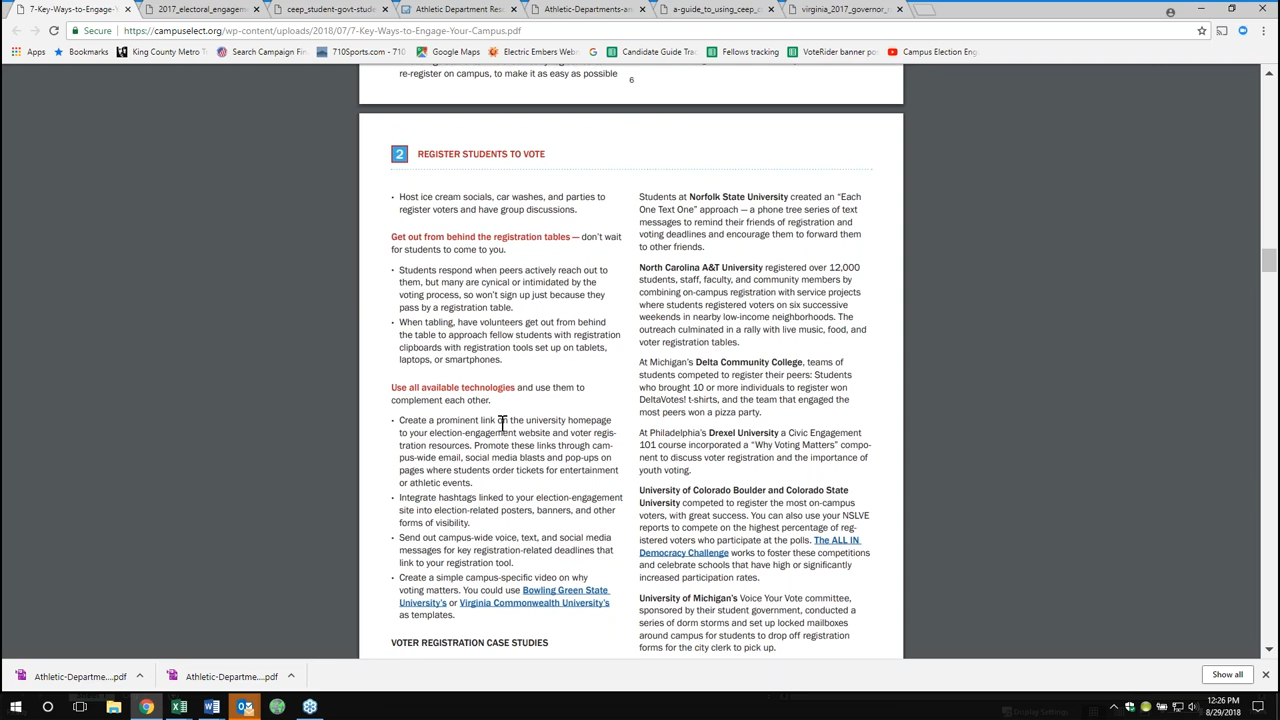 7-Key-Ways-to-Engage-You
2017_electoral_engagem
ceep_student-govt-stude
Athletic Department Reso
Athletic-Departments-an
a-guide_to_using_ceep_c
virginia_2017_governor_
Secure
https://campuselect.org/wp-content/uploads/2018/07/7-Key-Ways-to-Engage-Your-Campus.pdf
Apps
Bookmarks
King County Metro
Search Campaign Fin
710Sports.com - 710
Google Maps
Electric Embers Web
Candidate Guide Trac
Fellows tracking
VoteRider banner po
Campus Election Eng
re-register on campus, to make it as easy as possible
6
2 REGISTER STUDENTS TO VOTE
• Host ice cream socials, car washes, and parties to
register voters and have group discussions.
Get out from behind the registration tables — don't wait
for students to come to you.
• Students respond when peers actively reach out to
them, but many are cynical or intimidated by the
voting process, so won't sign up just because they
pass by a registration table.
• When tabling, have volunteers get out from behind
the table to approach fellow students with registration
clipboards with registration tools set up on tablets,
laptops, or smartphones.
Use all available technologies and use them to
complement each other.
• Create a prominent link on the university homepage
to your election-engagement website and voter regis-
tration resources. Promote these links through cam-
pus-wide email, social media blasts and pop-ups on
pages where students order tickets for entertainment
or athletic events.
• Integrate hashtags linked to your election-engagement
site into election-related posters, banners, and other
forms of visibility.
• Send out campus-wide voice, text, and social media
messages for key registration-related deadlines that
link to your registration tool.
• Create a simple campus-specific video on why
voting matters. You could use Bowling Green State
University's or Virginia Commonwealth University's
as templates.
VOTER REGISTRATION CASE STUDIES
Students at Norfolk State University created an “Each
One Text One” approach — a phone tree series of text
messages to remind their friends of registration and
voting deadlines and encourage them to forward them
to other friends.
North Carolina A&T University registered over 12,000
students, staff, faculty, and community members by
combining on-campus registration with service projects
where students registered voters on six successive
weekends in nearby low-income neighborhoods. The
outreach culminated in a rally with live music, food, and
voter registration tables.
At Michigan's Delta Community College, teams of
students competed to register their peers: Students
who brought 10 or more individuals to register won
DeltaVotes! t-shirts, and the team that engaged the
most peers won a pizza party.
At Philadelphia's Drexel University a Civic Engagement
101 course incorporated a “Why Voting Matters” compo-
nent to discuss voter registration and the importance of
youth voting.
University of Colorado Boulder and Colorado State
University competed to register the most on-campus
voters, with great success. You can also use your NSLVE
reports to compete on the highest percentage of reg-
istered voters who participate at the polls. The ALL IN
Democracy Challenge works to foster these competitions
and celebrate schools that have high or significantly
increased participation rates.
University of Michigan's Voice Your Vote committee,
sponsored by their student government, conducted a
series of dorm storms and set up locked mailboxes
around campus for students to drop off registration
forms for the city clerk to pick up.
Athletic-Departme....pdf
Athletic-Departme....pdf
Show all
12:26 PM
8/29/2018